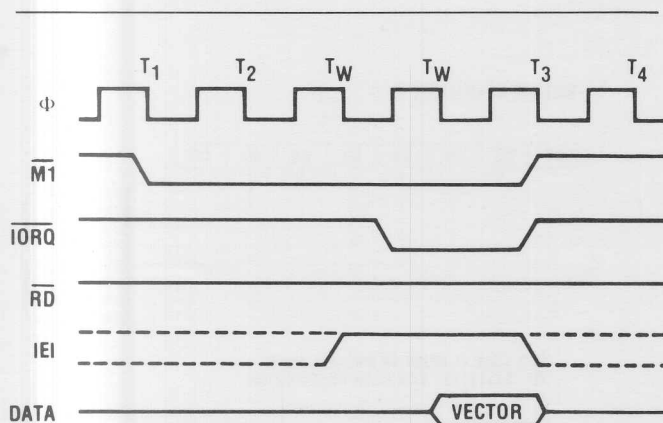 T1 T2 TW TW T3 T4
Φ
M1
IORQ
RD
IEI
DATA VECTOR